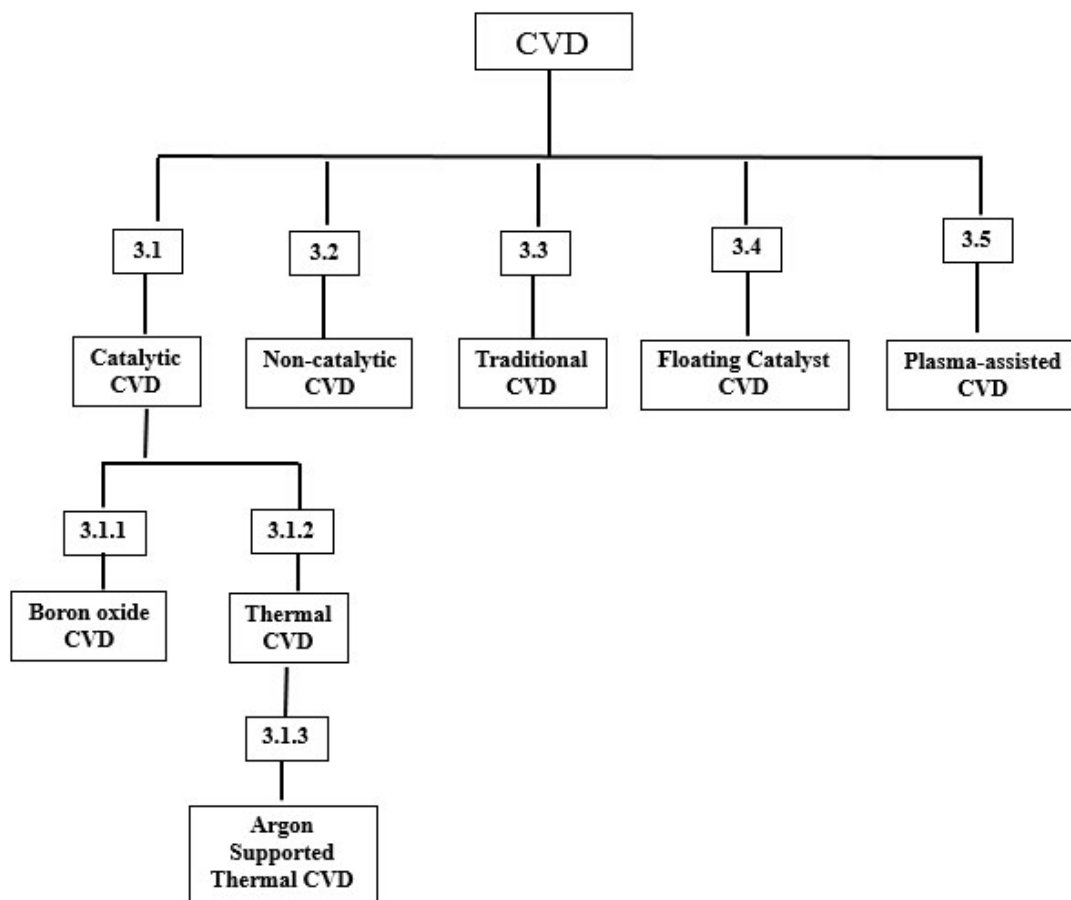 CVD
3.1
3.2
3.3
3.4
3.5
Catalytic
CVD
Non-catalytic
CVD
Traditional
CVD
Floating Catalyst
CVD
Plasma-assisted
CVD
3.1.1
3.1.2
Boron oxide
CVD
Thermal
CVD
3.1.3
Argon
Supported
Thermal CVD